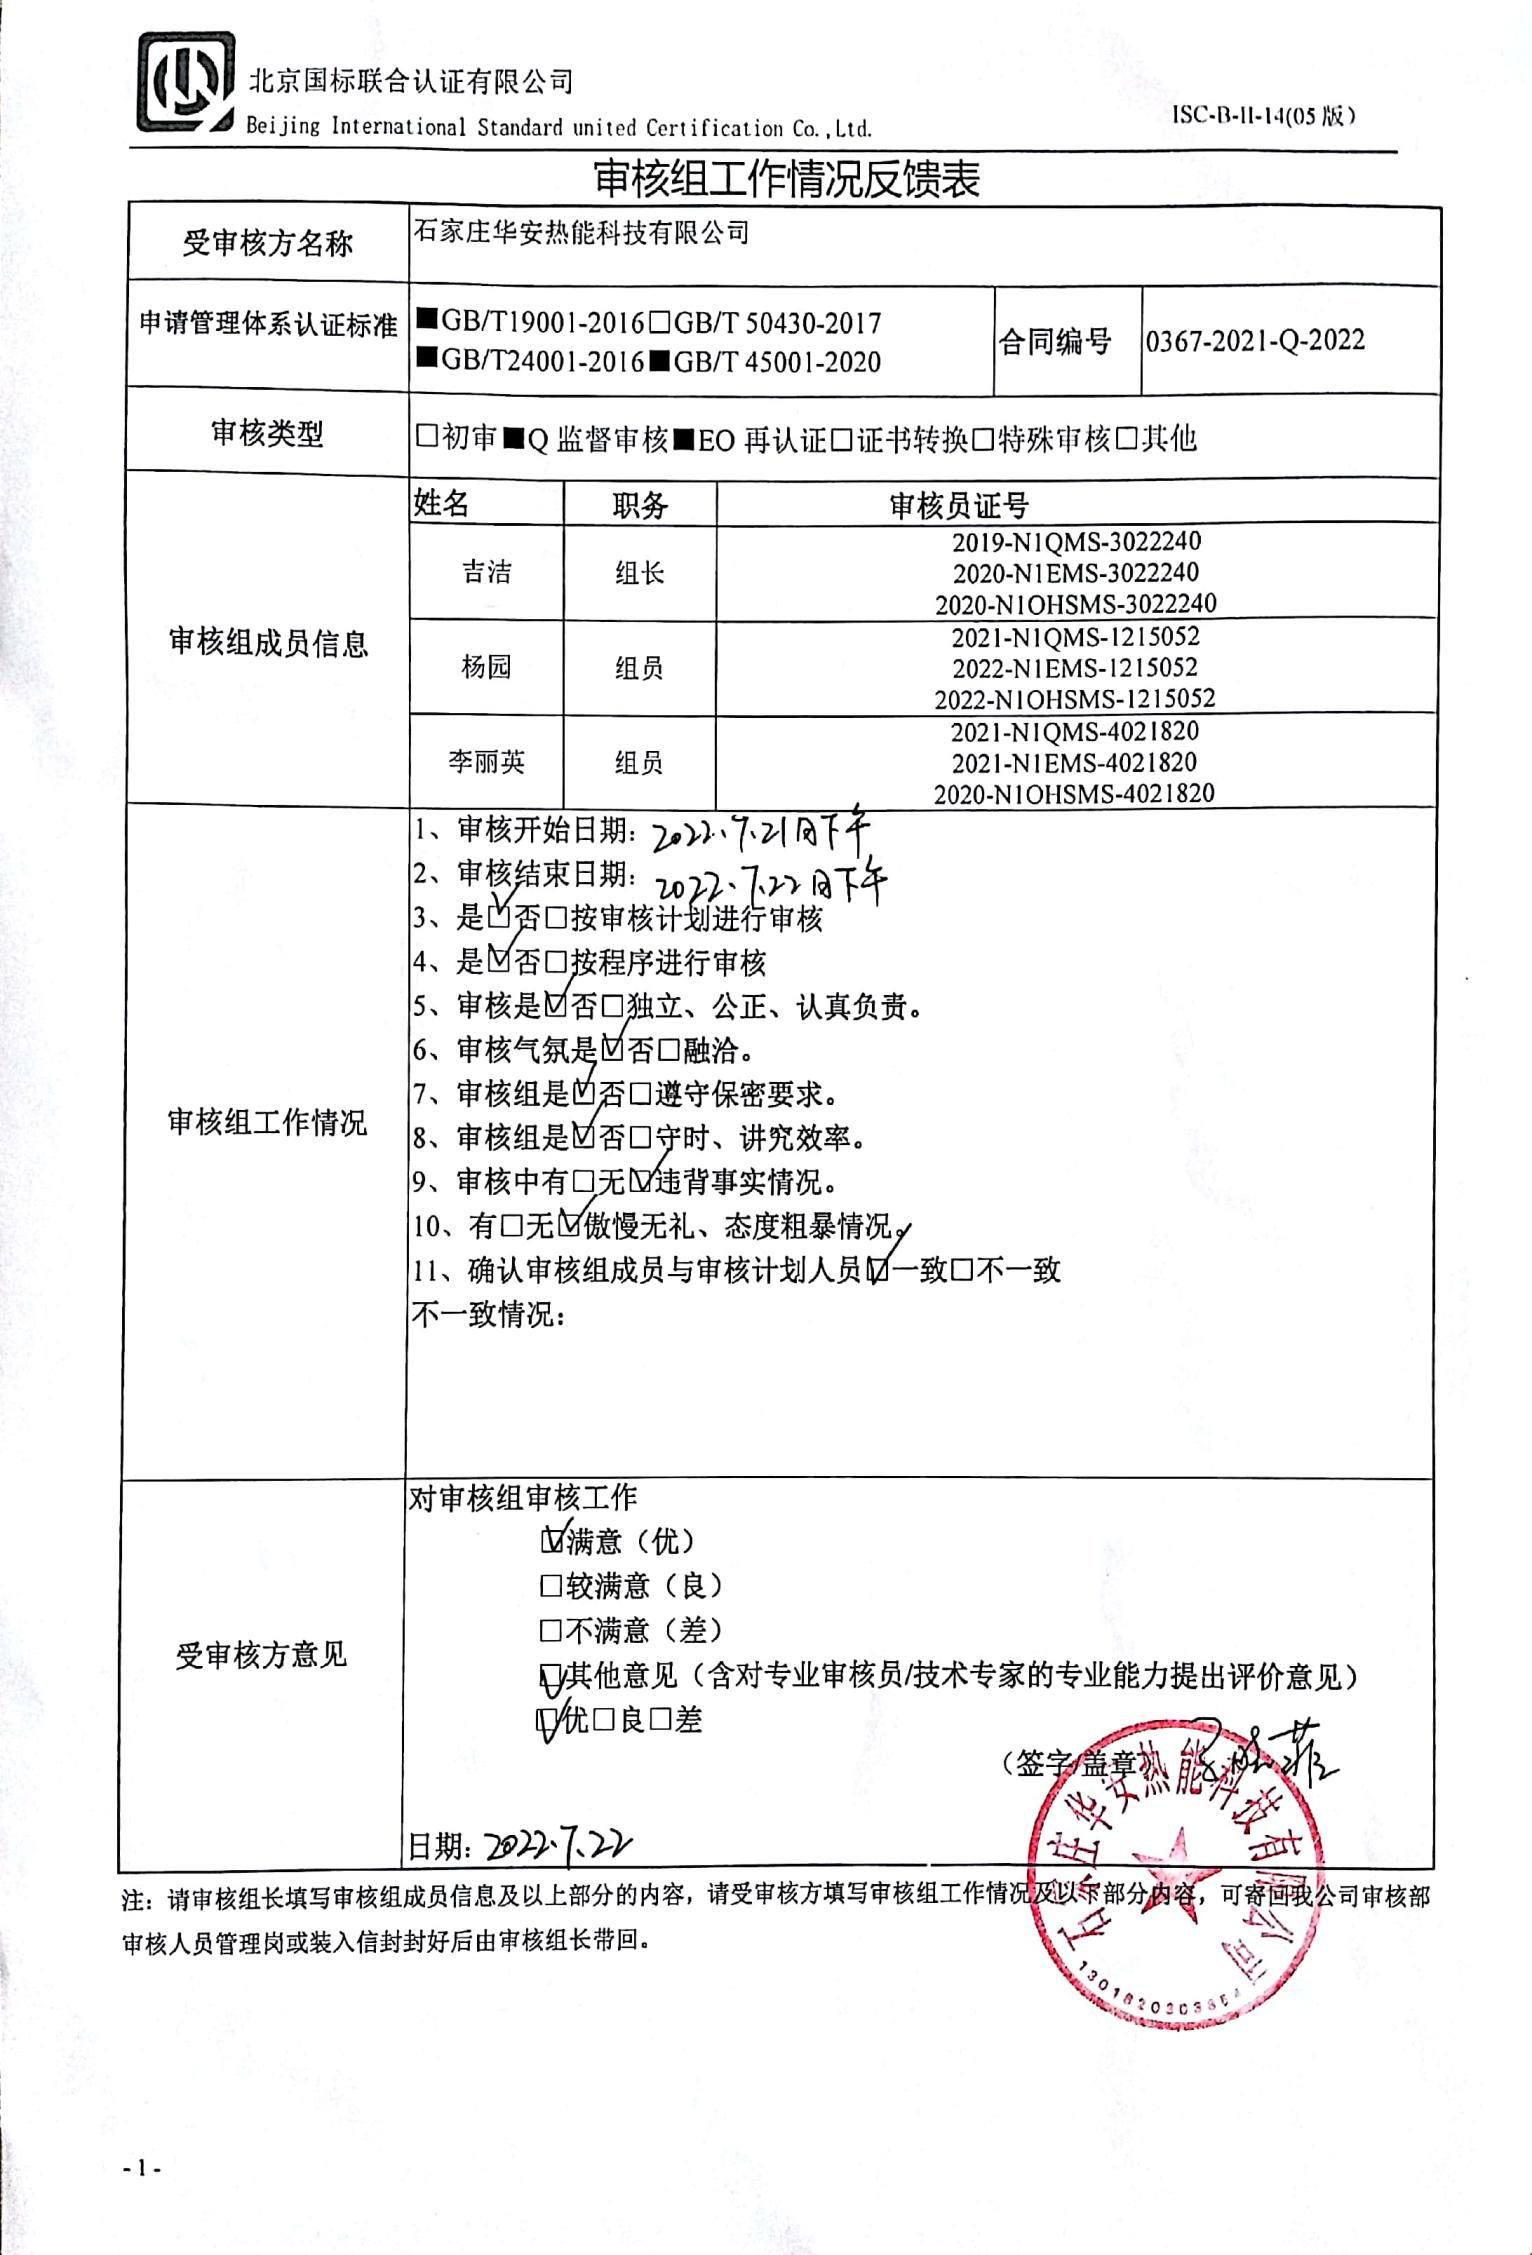 北京国标联合认证有限公司
Beijing International Standard united Certification Co.,Ltd.
ISC-B-II-14(05 版)
审核组工作情况反馈表
受审核方名称 石家庄华安热能科技有限公司
申请管理体系认证标准 ■GB/T19001-2016□GB/T 50430-2017
■GB/T24001-2016■GB/T 45001-2020
合同编号 0367-2021-Q-2022
审核类型 □初审■Q 监督审核■EO 再认证□证书转换□特殊审核□其他
审核组成员信息
姓名 职务 审核员证号
吉洁 组长 2019-N1QMS-3022240
2020-N1EMS-3022240
2020-N1OHSMS-3022240
杨园 组员 2021-N1QMS-1215052
2022-N1EMS-1215052
2022-N1OHSMS-1215052
李丽英 组员 2021-N1QMS-4021820
2021-N1EMS-4021820
2020-N1OHSMS-4021820
审核组工作情况
1、审核开始日期：2022.7.21日下午
2、审核结束日期：2022.7.22日下午
3、是☑否□按审核计划进行审核
4、是☑否□按程序进行审核
5、审核是☑否□独立、公正、认真负责。
6、审核气氛是☑否□融洽。
7、审核组是☑否□遵守保密要求。
8、审核组是☑否□守时、讲究效率。
9、审核中有□无☑违背事实情况。
10、有□无☑傲慢无礼、态度粗暴情况。
11、确认审核组成员与审核计划人员☑一致□不一致
不一致情况：
受审核方意见
对审核组审核工作
☑满意（优）
□较满意（良）
□不满意（差）
☑其他意见（含对专业审核员/技术专家的专业能力提出评价意见）
☑优□良□差
（签字/盖章）
石家庄华安热能科技有限公司
日期：2022.7.22
注：请审核组长填写审核组成员信息及以上部分的内容，请受审核方填写审核组工作情况及以下部分内容，可寄回我公司审核部
审核人员管理岗或装入信封封好后由审核组长带回。
- 1 -